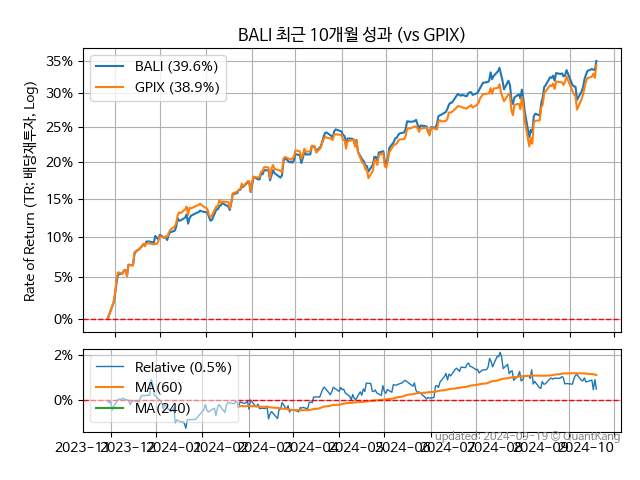 BALI 최근 10개월 성과 (vs GPIX)
Rate of Return (TR; 배당재투자, Log)
35%
30%
25%
20%
15%
10%
5%
0%
BALI (39.6%)
GPIX (38.9%)
2%
0%
Relative (0.5%)
MA(60)
MA(240)
updated: 2024-09-19 © QuantKang
2023-11
2023-12
2024-01
2024-02
2024-03
2024-04
2024-05
2024-06
2024-07
2024-08
2024-09
2024-10